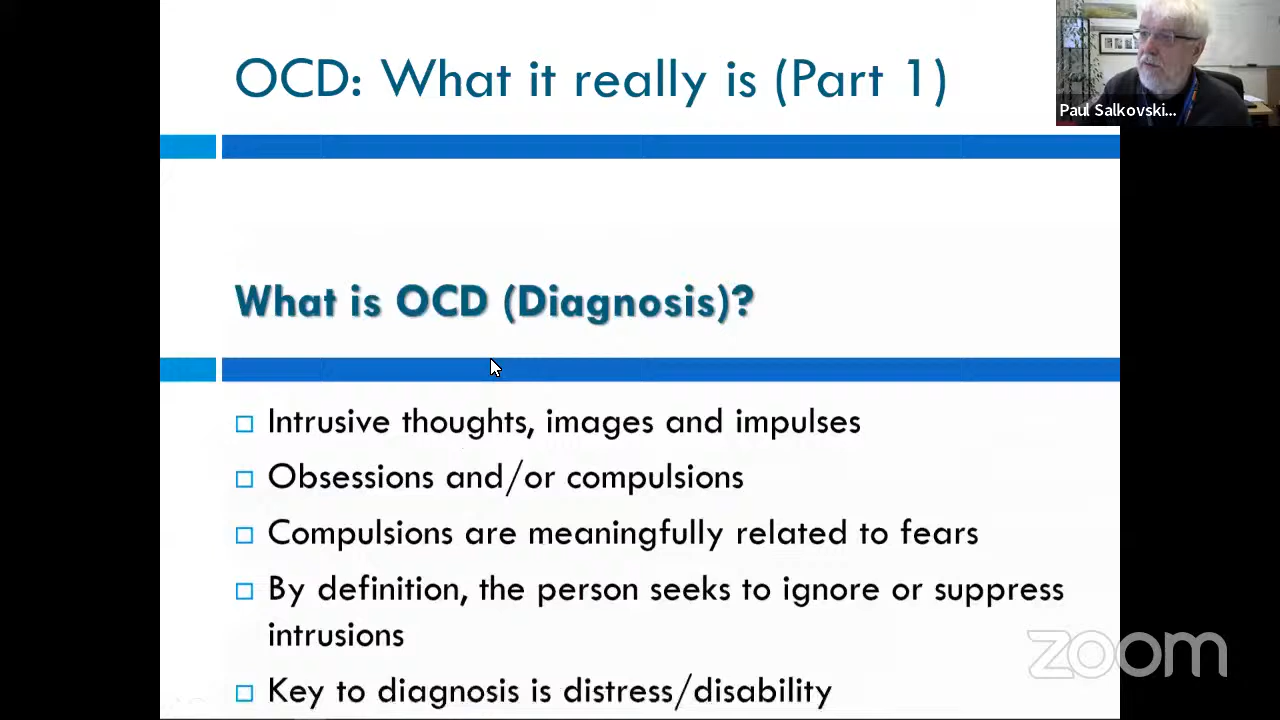 OCD: What it really is (Part 1)
Paul Salkovski...
What is OCD (Diagnosis)?
Intrusive thoughts, images and impulses
Obsessions and/or compulsions
Compulsions are meaningfully related to fears
By definition, the person seeks to ignore or suppress
intrusions
Key to diagnosis is distress/disability
zoom